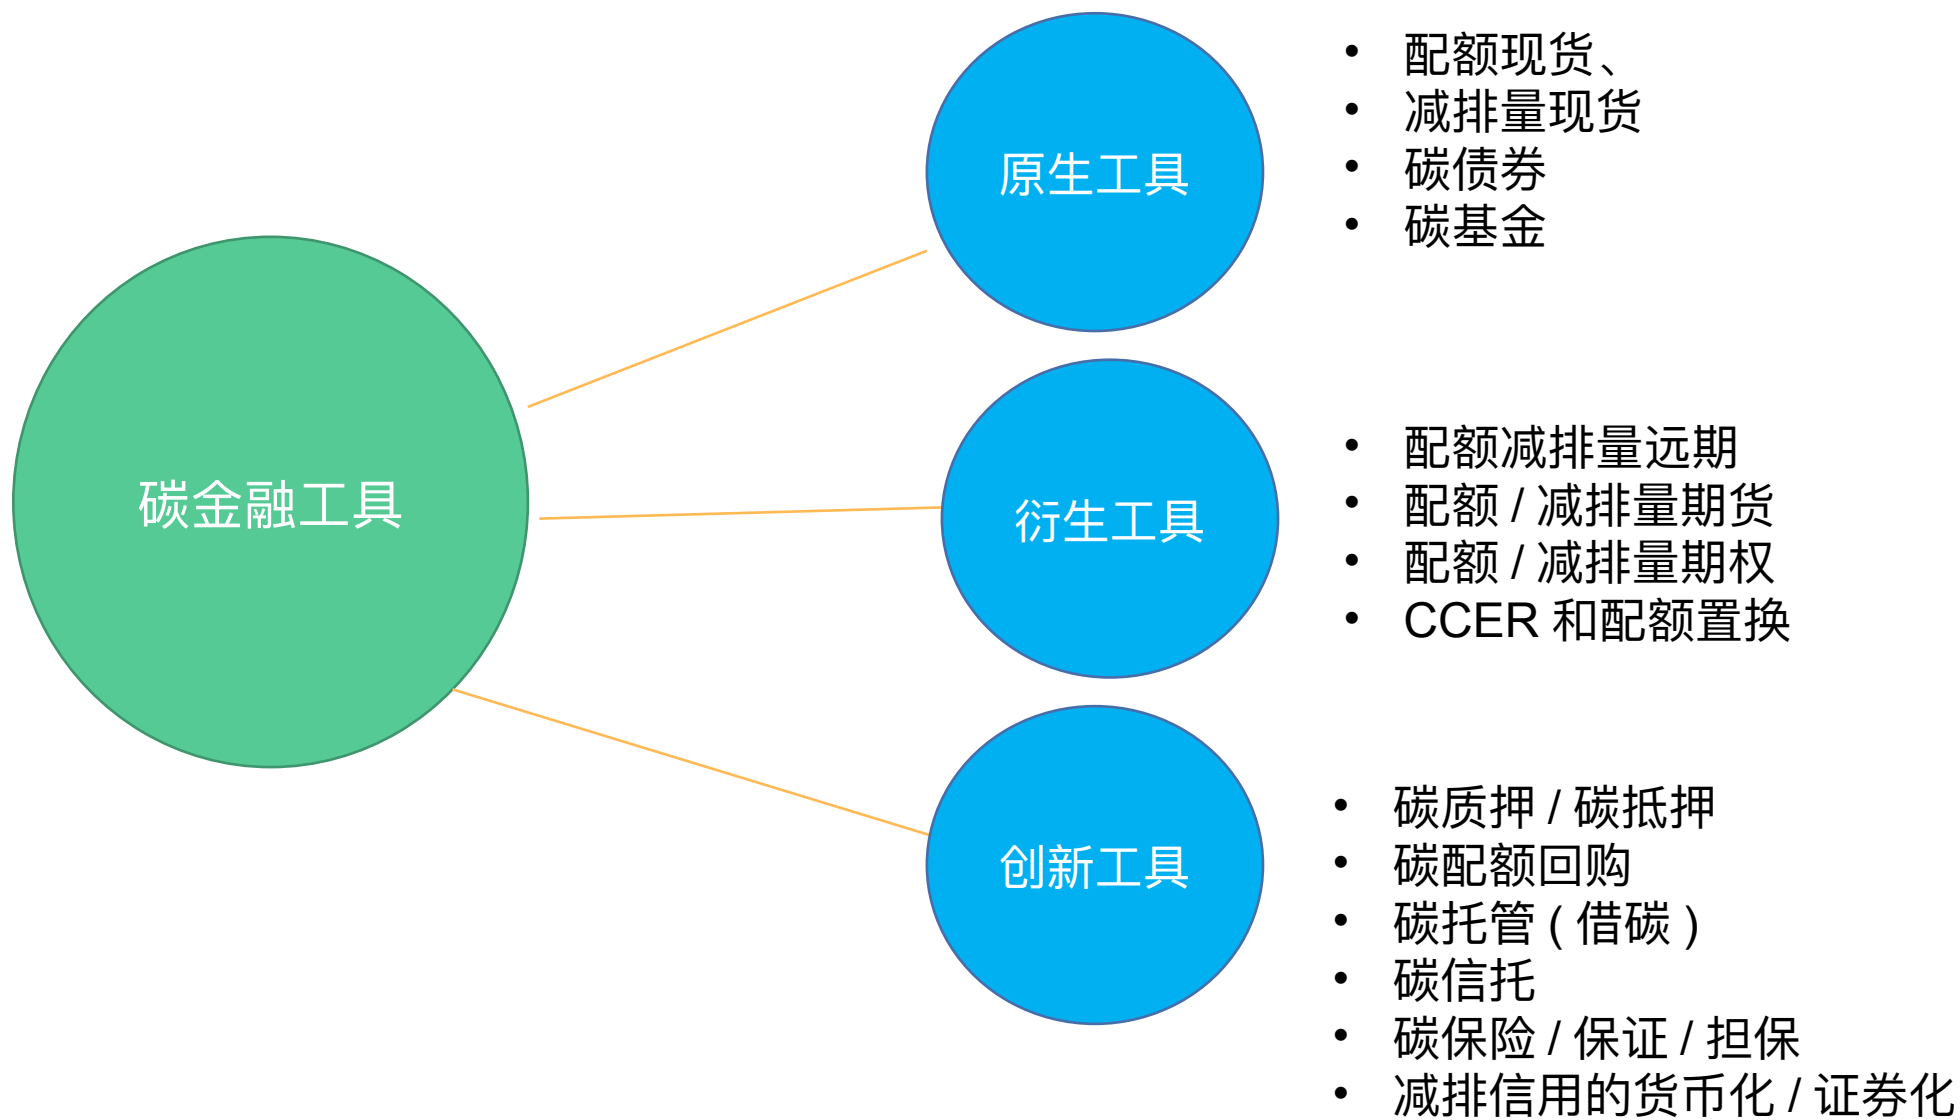 碳金融工具
原生工具
• 配额现货、
• 减排量现货
• 碳债券
• 碳基金
衍生工具
• 配额减排量远期
• 配额 / 减排量期货
• 配额 / 减排量期权
• CCER 和配额置换
创新工具
• 碳质押 / 碳抵押
• 碳配额回购
• 碳托管 ( 借碳 )
• 碳信托
• 碳保险 / 保证 / 担保
• 减排信用的货币化 / 证券化